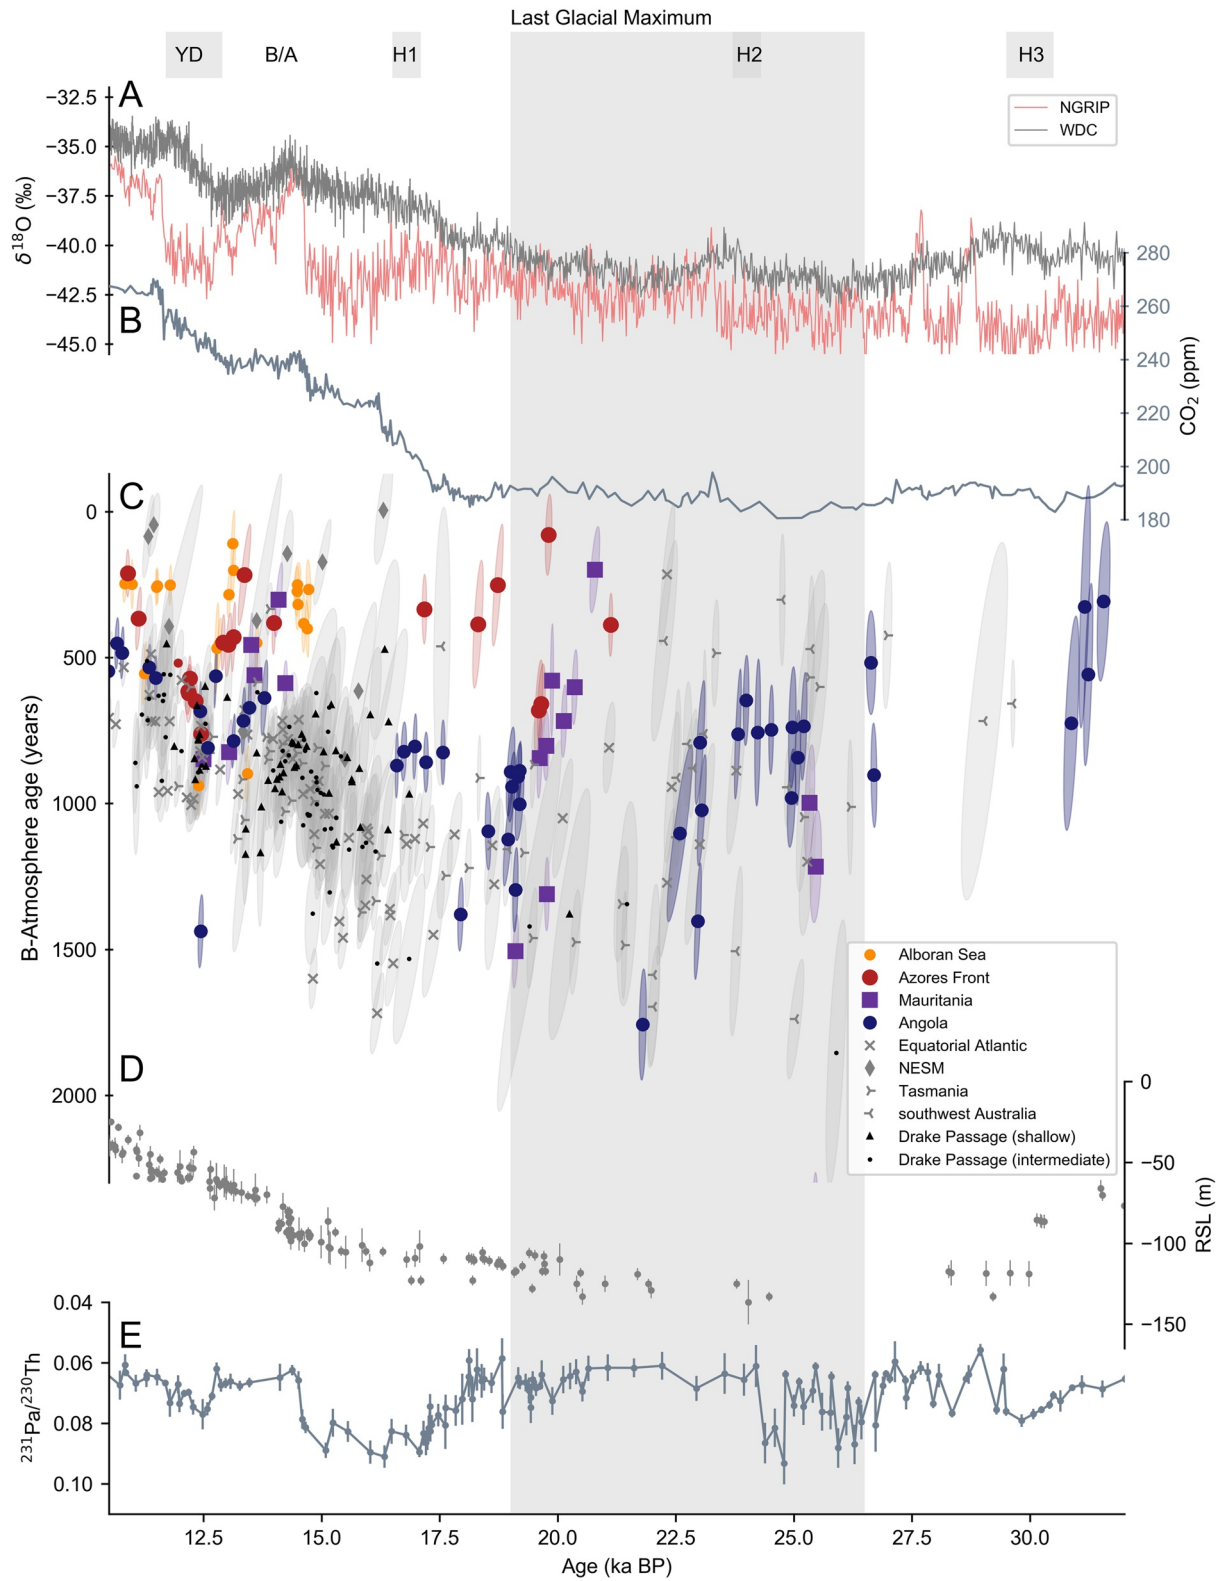 Last Glacial Maximum
YD B/A H1 H2 H3
A
−32.5
−35.0
−37.5
−40.0
−42.5
−45.0
δ¹⁸O (‰)
NGRIP
WDC
B
280
260
240
220
200
180
CO₂ (ppm)
C
0
500
1000
1500
2000
B-Atmosphere age (years)
Alboran Sea
Azores Front
Mauritania
Angola
Equatorial Atlantic
NESM
Tasmania
southwest Australia
Drake Passage (shallow)
Drake Passage (intermediate)
D
0
−50
−100
−150
RSL (m)
E
0.04
0.06
0.08
0.10
²³¹Pa/²³⁰Th
12.5 15.0 17.5 20.0 22.5 25.0 27.5 30.0
Age (ka BP)